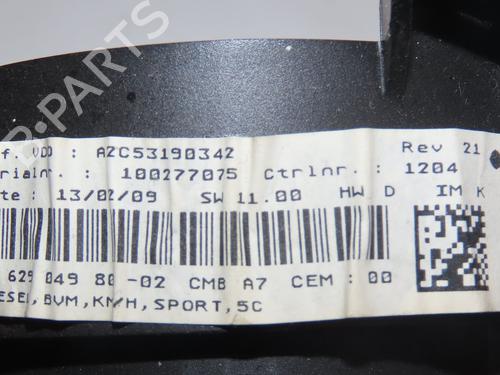 f. VDO : A2C53190342 Rev 21
rialnr. : 100277075 Ctrlnr. : 1204
te : 13/02/09 SW 11.00 HW D IM K
629 049 80 -02 CMB A7 CEM : 00
ESEL,BVM,KM/H,SPORT,5C
B-PARTS